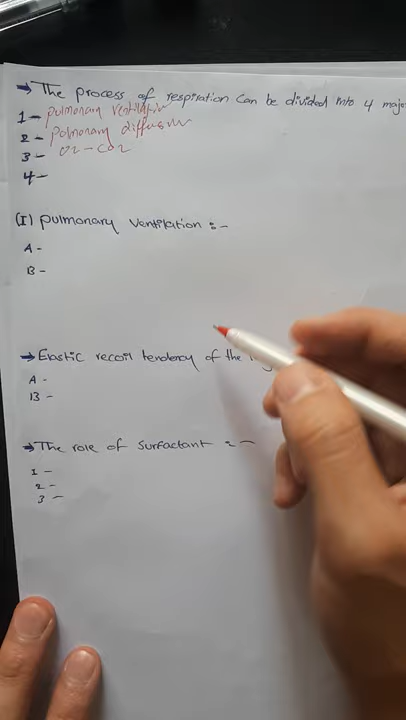 → The process of respiration can be divided into 4 major
1 – Pulmonary ventilation
2 – Pulmonary diffusion
3 – O2 – CO2
4 –
(I) Pulmonary Ventilation :-
A -
B -
→ Elastic recoil tendency of the
A -
B -
→ The role of Surfactant :-
1 -
2 -
3 -